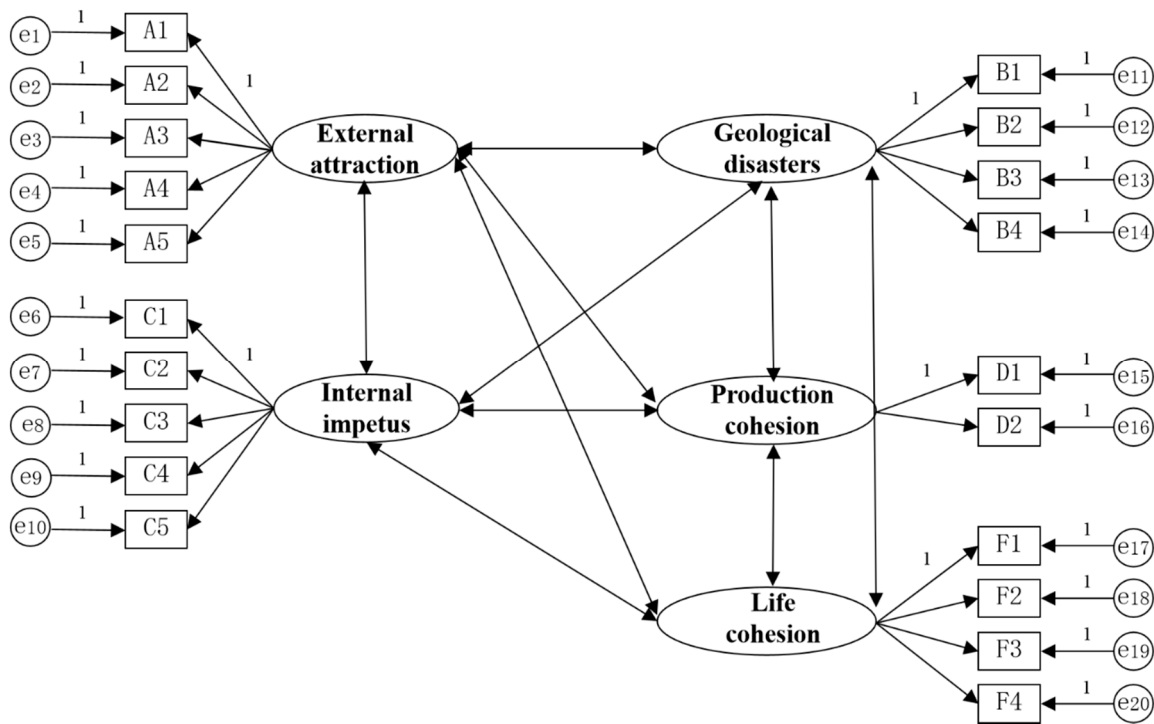 e1 1 A1
e2 1 A2
e3 1 A3
e4 1 A4
e5 1 A5
1
External
attraction
e6 1 C1
e7 1 C2
e8 1 C3
e9 1 C4
e10 1 C5
1
Internal
impetus
Geological
disasters
1
B1 1 e11
B2 1 e12
B3 1 e13
B4 1 e14
Production
cohesion
1
D1 1 e15
D2 1 e16
Life
cohesion
1
F1 1 e17
F2 1 e18
F3 1 e19
F4 1 e20